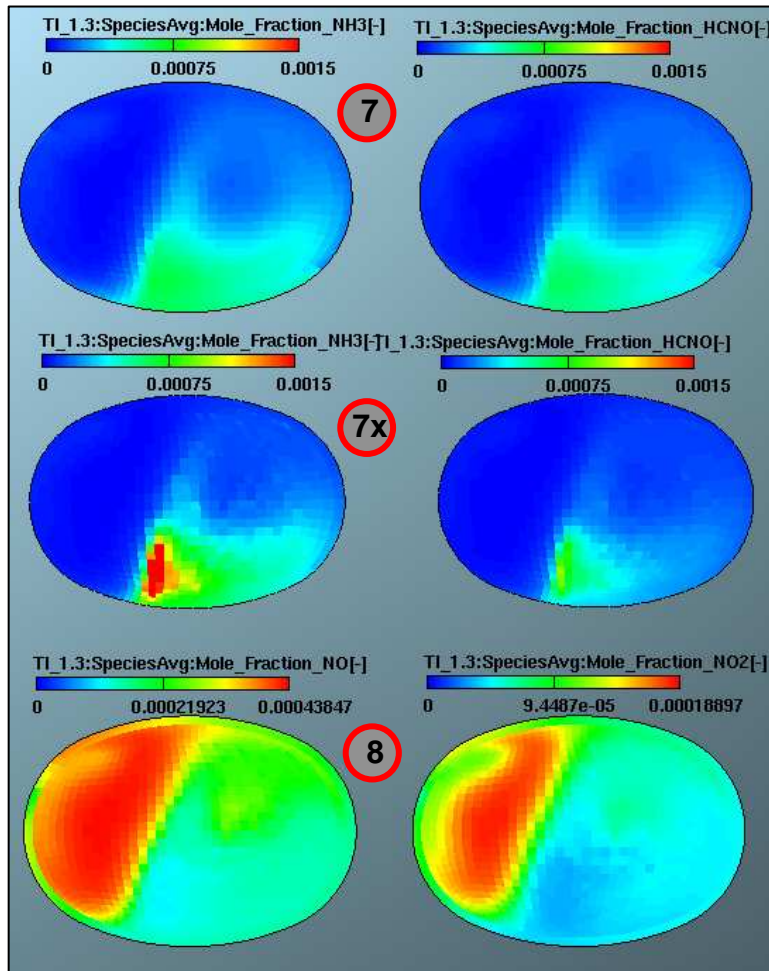 TI_1.3:SpeciesAvg:Mole_Fraction_NH3[-]
0 0.00075 0.0015
TI_1.3:SpeciesAvg:Mole_Fraction_HCNO[-]
0 0.00075 0.0015
7
TI_1.3:SpeciesAvg:Mole_Fraction_NH3[-]
0 0.00075 0.0015
TI_1.3:SpeciesAvg:Mole_Fraction_HCNO[-]
0 0.00075 0.0015
7x
TI_1.3:SpeciesAvg:Mole_Fraction_NO[-]
0 0.00021923 0.00043847
TI_1.3:SpeciesAvg:Mole_Fraction_NO2[-]
0 9.4487e-05 0.00018897
8